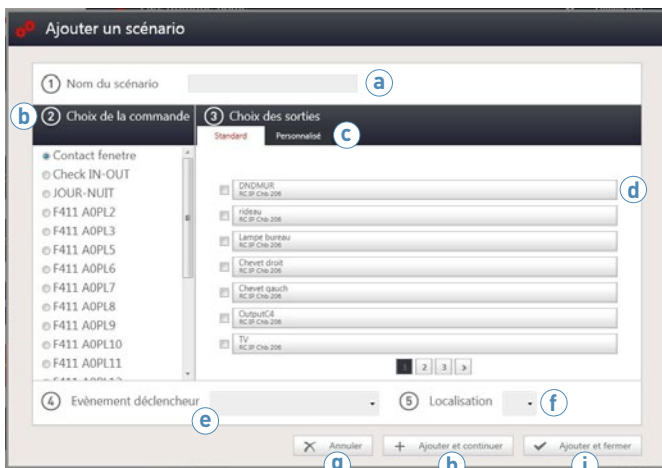 Ajouter un scénario
1 Nom du scénario
a
b
2 Choix de la commande
3 Choix des sorties
Standard Personnalisé
c
Contact fenetre
Check IN-OUT
JOUR-NUIT
F411 A0PL2
F411 A0PL3
F411 A0PL5
F411 A0PL6
F411 A0PL7
F411 A0PL8
F411 A0PL9
F411 A0PL10
F411 A0PL11
DNDMUR
RC IP Chb 206
d
rideau
RC IP Chb 206
Lampe bureau
RC IP Chb 206
Chevet droit
RC IP Chb 206
Chevet gauch
RC IP Chb 206
OutputC4
RC IP Chb 206
TV
RC IP Chb 206
1 2 3 >
4 Evènement déclencheur
e
5 Localisation
f
Annuler
Ajouter et continuer
Ajouter et fermer
g
h
i